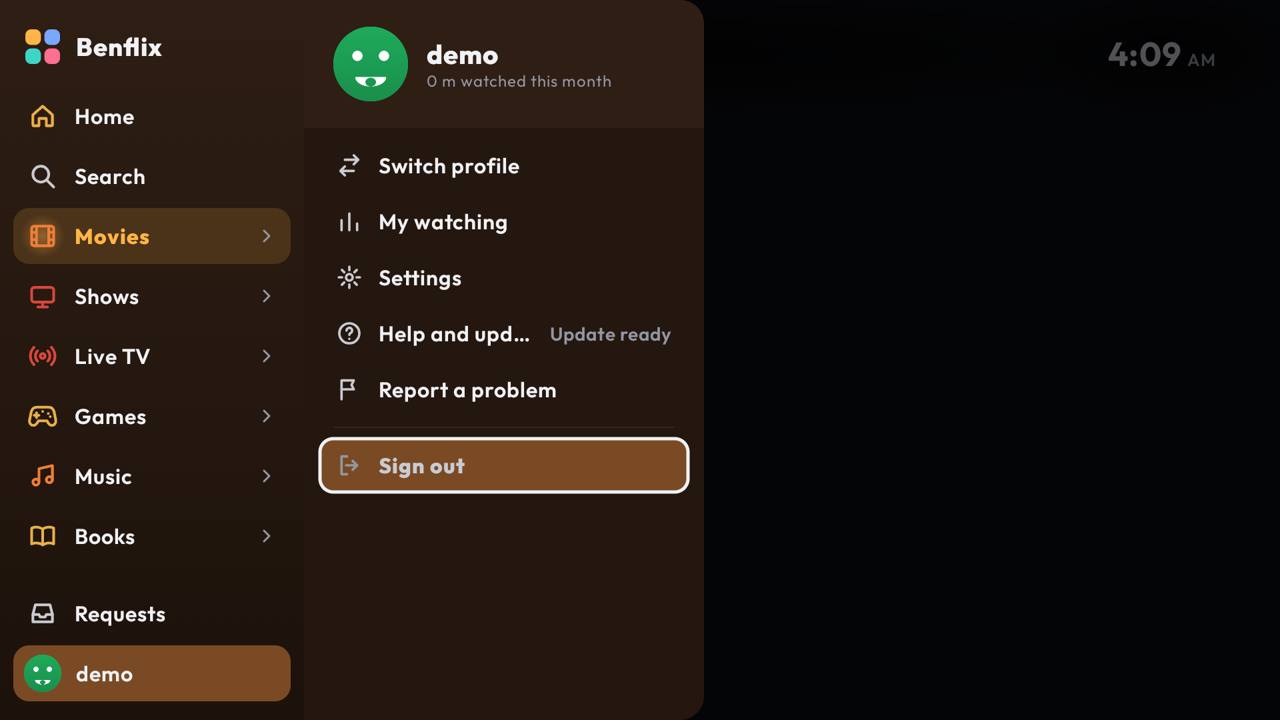 Benflix
Home
Search
Movies
Shows
Live TV
Games
Music
Books
Requests
demo
demo
0 m watched this month
Switch profile
My watching
Settings
Help and upd... Update ready
Report a problem
Sign out
4:09 AM